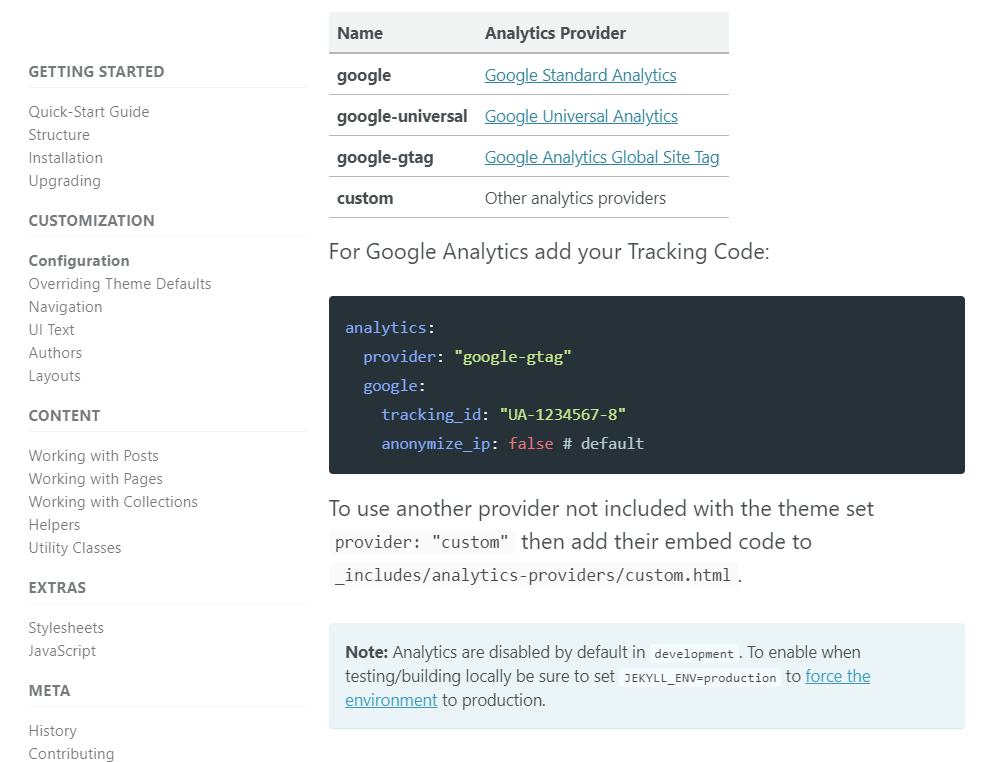 GETTING STARTED
Quick-Start Guide
Structure
Installation
Upgrading
CUSTOMIZATION
Configuration
Overriding Theme Defaults
Navigation
UI Text
Authors
Layouts
CONTENT
Working with Posts
Working with Pages
Working with Collections
Helpers
Utility Classes
EXTRAS
Stylesheets
JavaScript
META
History
Contributing
Name Analytics Provider
google Google Standard Analytics
google-universal Google Universal Analytics
google-gtag Google Analytics Global Site Tag
custom Other analytics providers
For Google Analytics add your Tracking Code:
analytics:
  provider: "google-gtag"
  google:
    tracking_id: "UA-1234567-8"
    anonymize_ip: false # default
To use another provider not included with the theme set
provider: "custom" then add their embed code to
_includes/analytics-providers/custom.html .
Note: Analytics are disabled by default in development . To enable when
testing/building locally be sure to set JEKYLL_ENV=production to force the
environment to production.